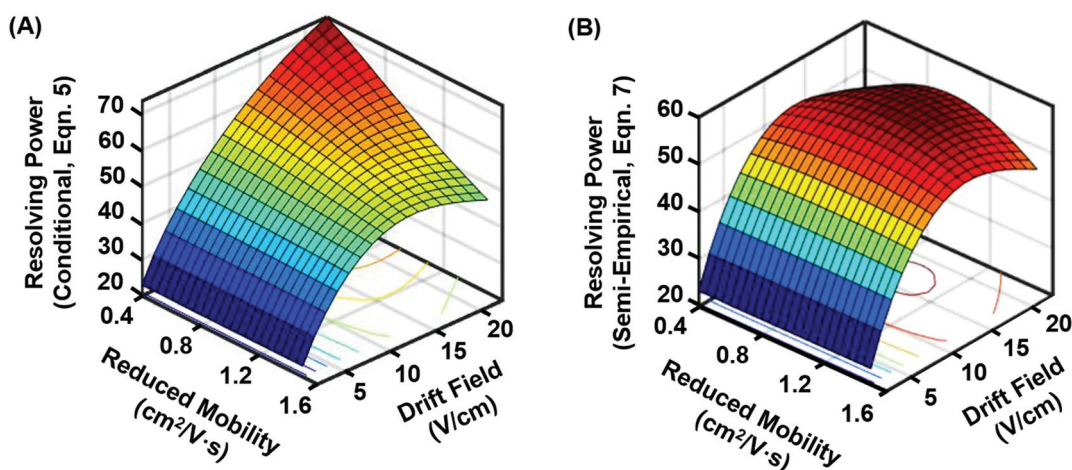 (A)
Resolving Power
(Conditional, Eqn. 5)
70
60
50
40
30
20
0.4
0.8
1.2
1.6
Reduced Mobility
(cm²/V·s)
5
10
15
20
Drift Field
(V/cm)
(B)
Resolving Power
(Semi-Empirical, Eqn. 7)
60
50
40
30
20
0.4
0.8
1.2
1.6
Reduced Mobility
(cm²/V·s)
5
10
15
20
Drift Field
(V/cm)